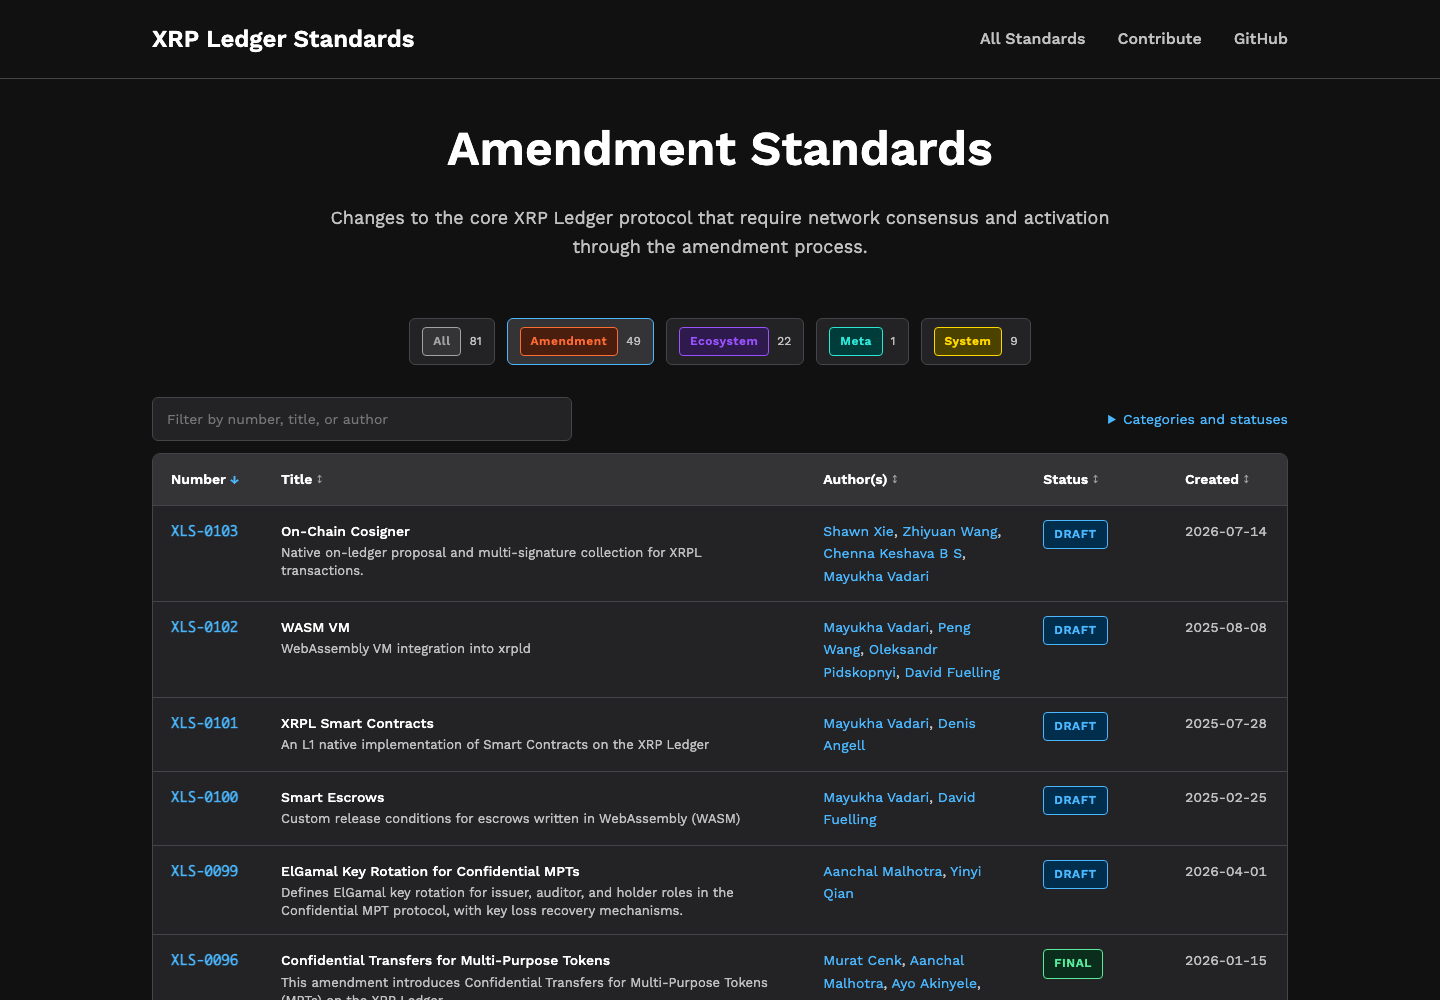 XRP Ledger Standards
All Standards Contribute GitHub
Amendment Standards
Changes to the core XRP Ledger protocol that require network consensus and activation
through the amendment process.
All 81 Amendment 49 Ecosystem 22 Meta 1 System 9
Filter by number, title, or author
▶ Categories and statuses
Number ↓ Title ↕ Author(s) ↕ Status ↕ Created ↕
XLS-0103 On-Chain Cosigner Shawn Xie, Zhiyuan Wang, DRAFT 2026-07-14
Native on-ledger proposal and multi-signature collection for XRPL Chenna Keshava B S,
transactions. Mayukha Vadari
XLS-0102 WASM VM Mayukha Vadari, Peng DRAFT 2025-08-08
WebAssembly VM integration into xrpld Wang, Oleksandr
Pidskopnyi, David Fuelling
XLS-0101 XRPL Smart Contracts Mayukha Vadari, Denis DRAFT 2025-07-28
An L1 native implementation of Smart Contracts on the XRP Ledger Angell
XLS-0100 Smart Escrows Mayukha Vadari, David DRAFT 2025-02-25
Custom release conditions for escrows written in WebAssembly (WASM) Fuelling
XLS-0099 ElGamal Key Rotation for Confidential MPTs Aanchal Malhotra, Yinyi DRAFT 2026-04-01
Defines ElGamal key rotation for issuer, auditor, and holder roles in the Qian
Confidential MPT protocol, with key loss recovery mechanisms.
XLS-0096 Confidential Transfers for Multi-Purpose Tokens Murat Cenk, Aanchal FINAL 2026-01-15
This amendment introduces Confidential Transfers for Multi-Purpose Tokens Malhotra, Ayo Akinyele,
(MPTs) on the XRP Ledger